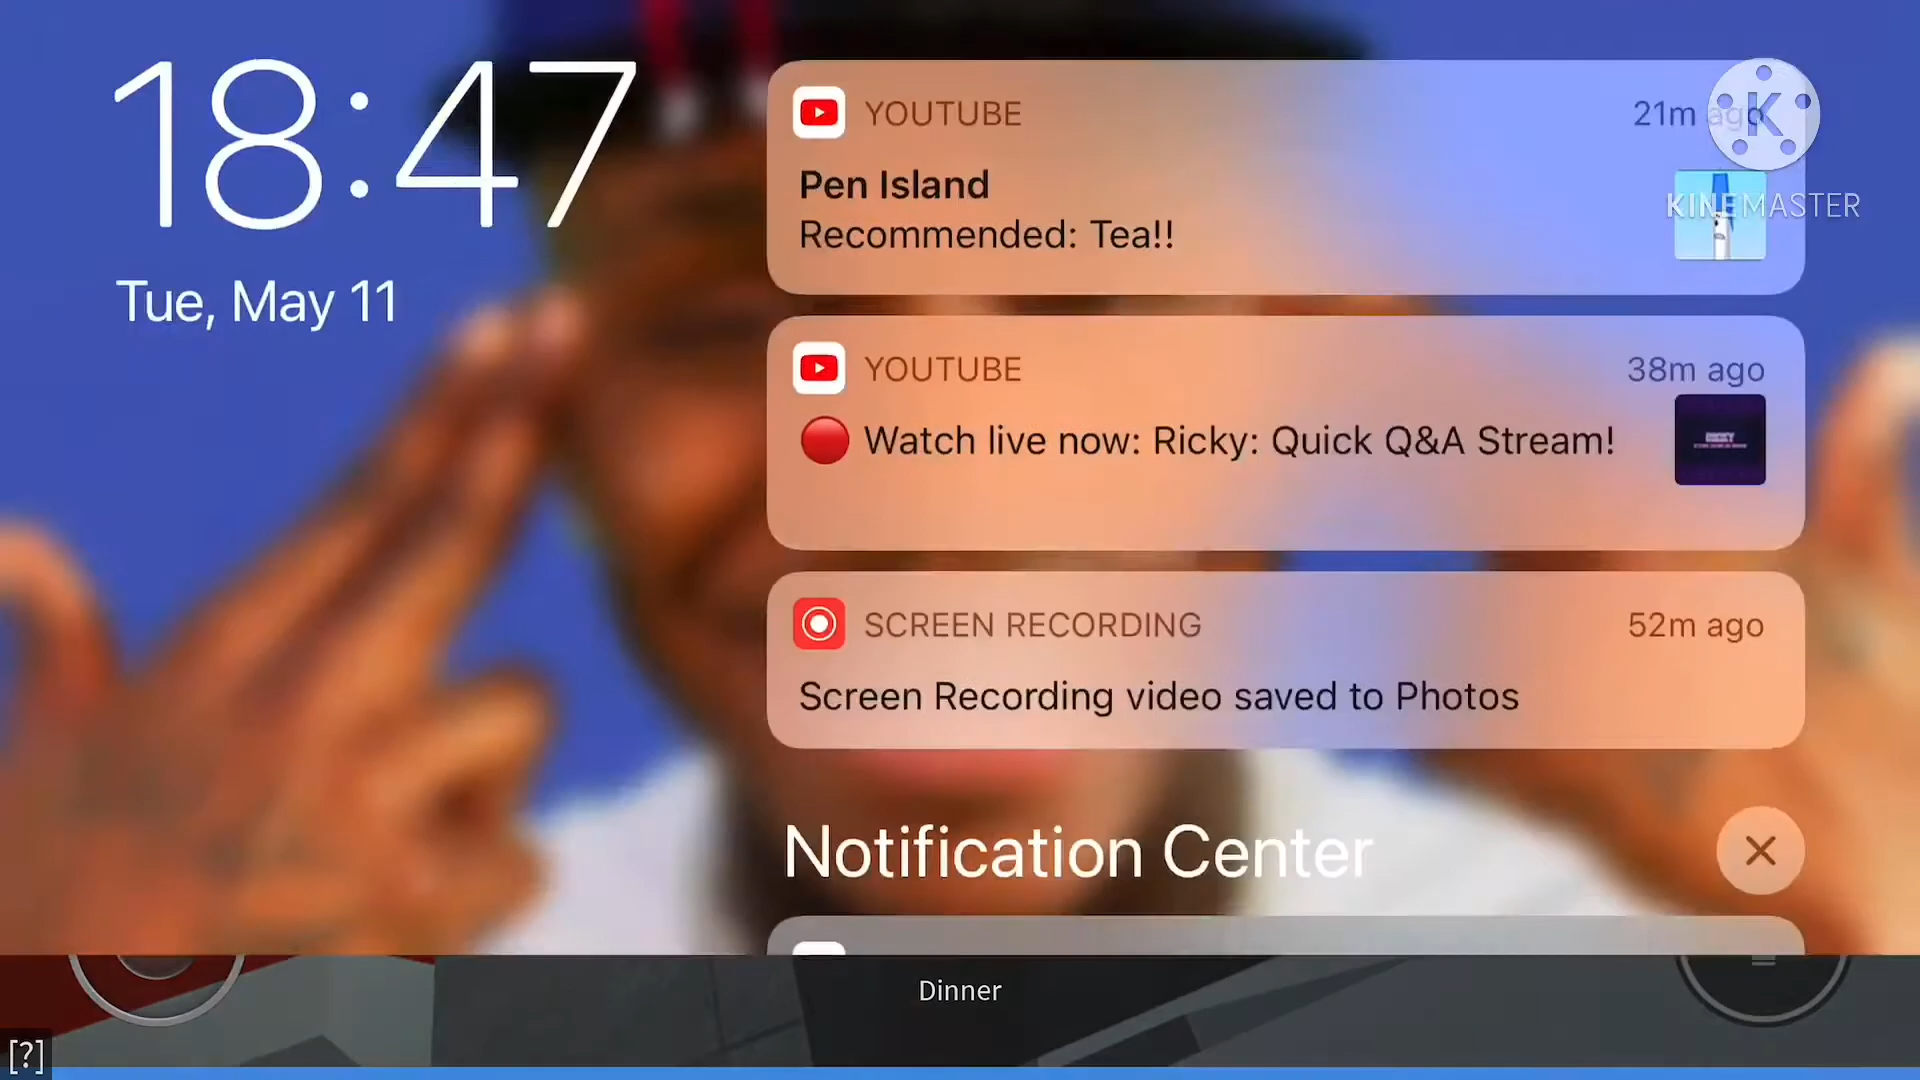 18:47
Tue, May 11
YOUTUBE
21m ago
Pen Island
Recommended: Tea!!
K
KINEMASTER
YOUTUBE
38m ago
Watch live now: Ricky: Quick Q&A Stream!
RICKY
SCREEN RECORDING
52m ago
Screen Recording video saved to Photos
Notification Center
Dinner
[?]